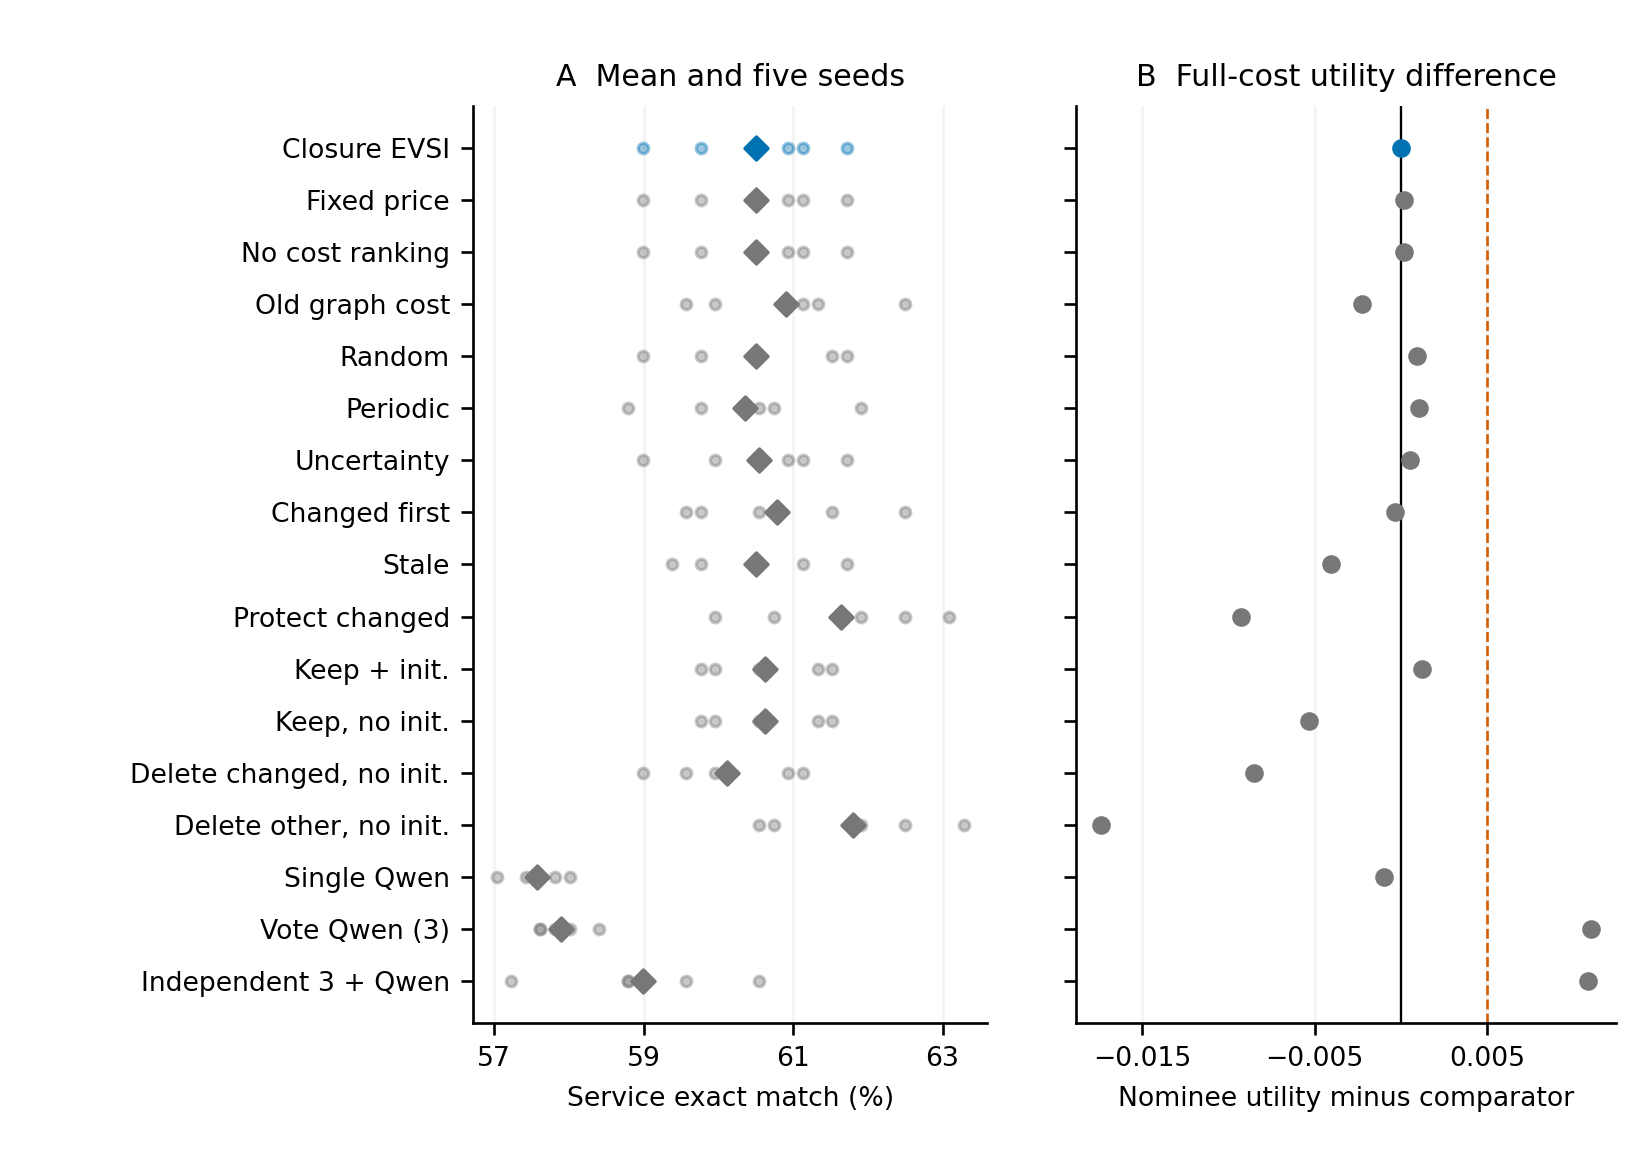 A  Mean and five seeds
B  Full-cost utility difference
Closure EVSI
Fixed price
No cost ranking
Old graph cost
Random
Periodic
Uncertainty
Changed first
Stale
Protect changed
Keep + init.
Keep, no init.
Delete changed, no init.
Delete other, no init.
Single Qwen
Vote Qwen (3)
Independent 3 + Qwen
57 59 61 63
−0.015 −0.005 0.005
Service exact match (%)
Nominee utility minus comparator